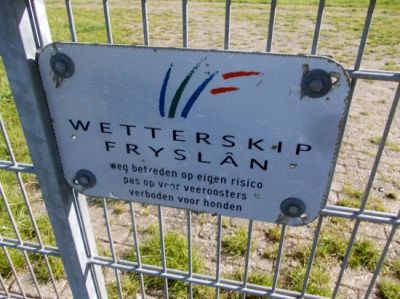 WETTERSKIP
FRYSLÂN
weg betreden op eigen risico
pas op voor veeroosters
verboden voor honden